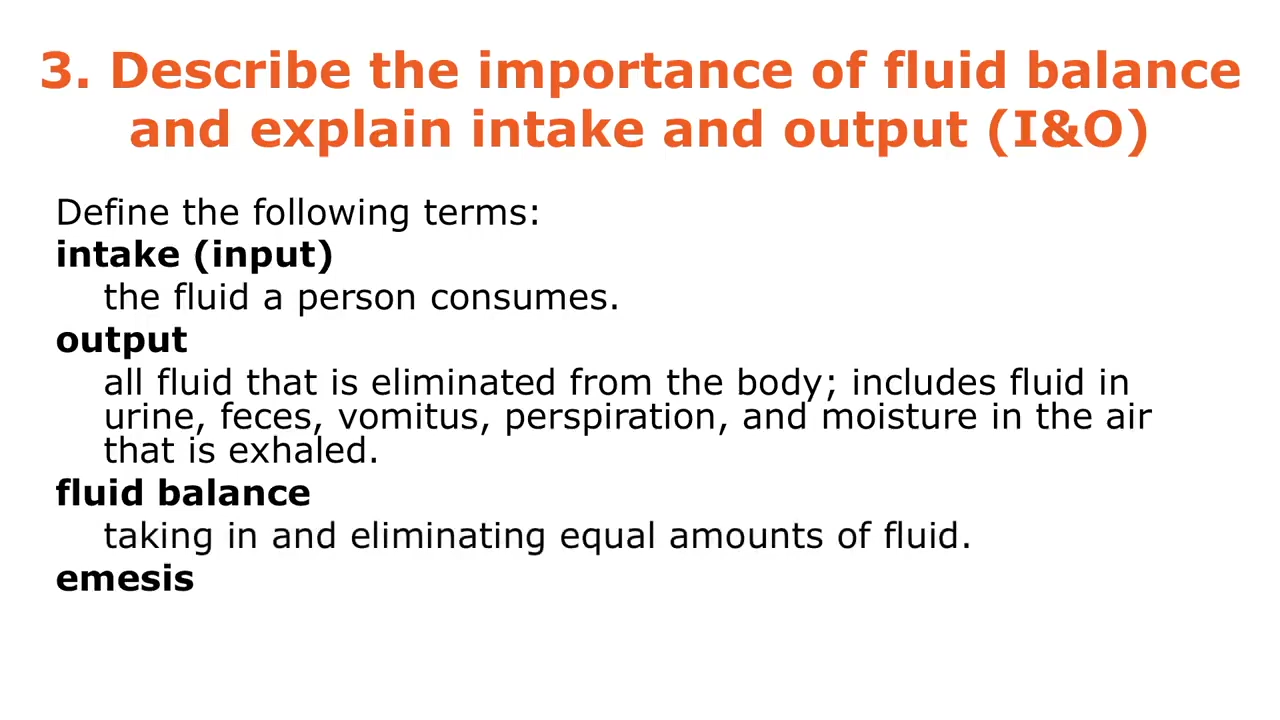 3. Describe the importance of fluid balance
and explain intake and output (I&O)
Define the following terms:
intake (input)
the fluid a person consumes.
output
all fluid that is eliminated from the body; includes fluid in
urine, feces, vomitus, perspiration, and moisture in the air
that is exhaled.
fluid balance
taking in and eliminating equal amounts of fluid.
emesis